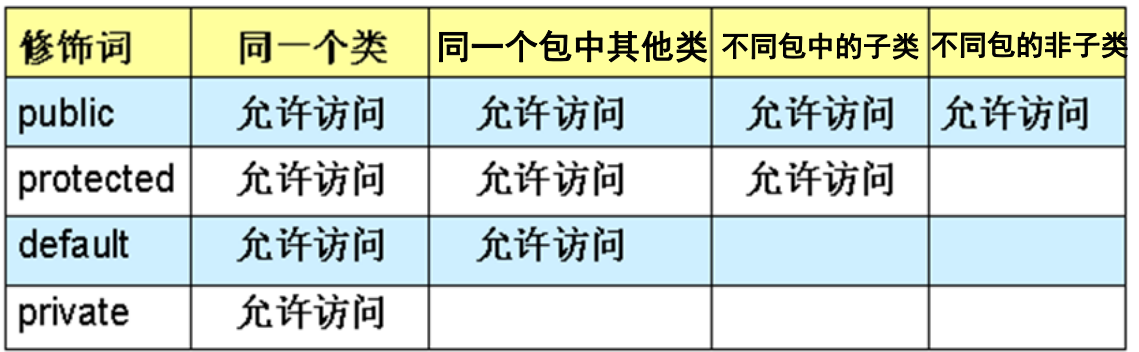 修饰词 同一个类 同一个包中其他类 不同包中的子类 不同包的非子类
public 允许访问 允许访问 允许访问 允许访问
protected 允许访问 允许访问 允许访问
default 允许访问 允许访问
private 允许访问